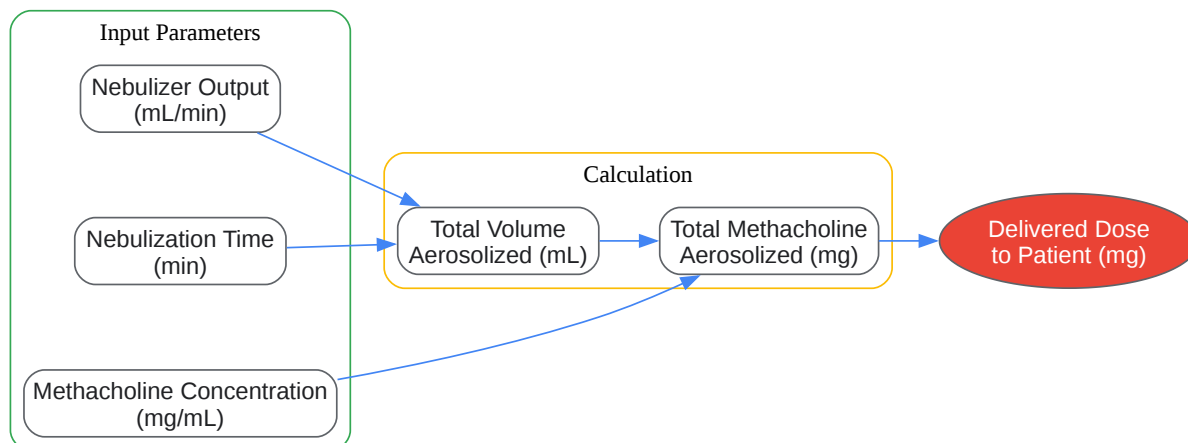 Input Parameters
Nebulizer Output
(mL/min)
Nebulization Time
(min)
Methacholine Concentration
(mg/mL)
Calculation
Total Volume
Aerosolized (mL)
Total Methacholine
Aerosolized (mg)
Delivered Dose
to Patient (mg)